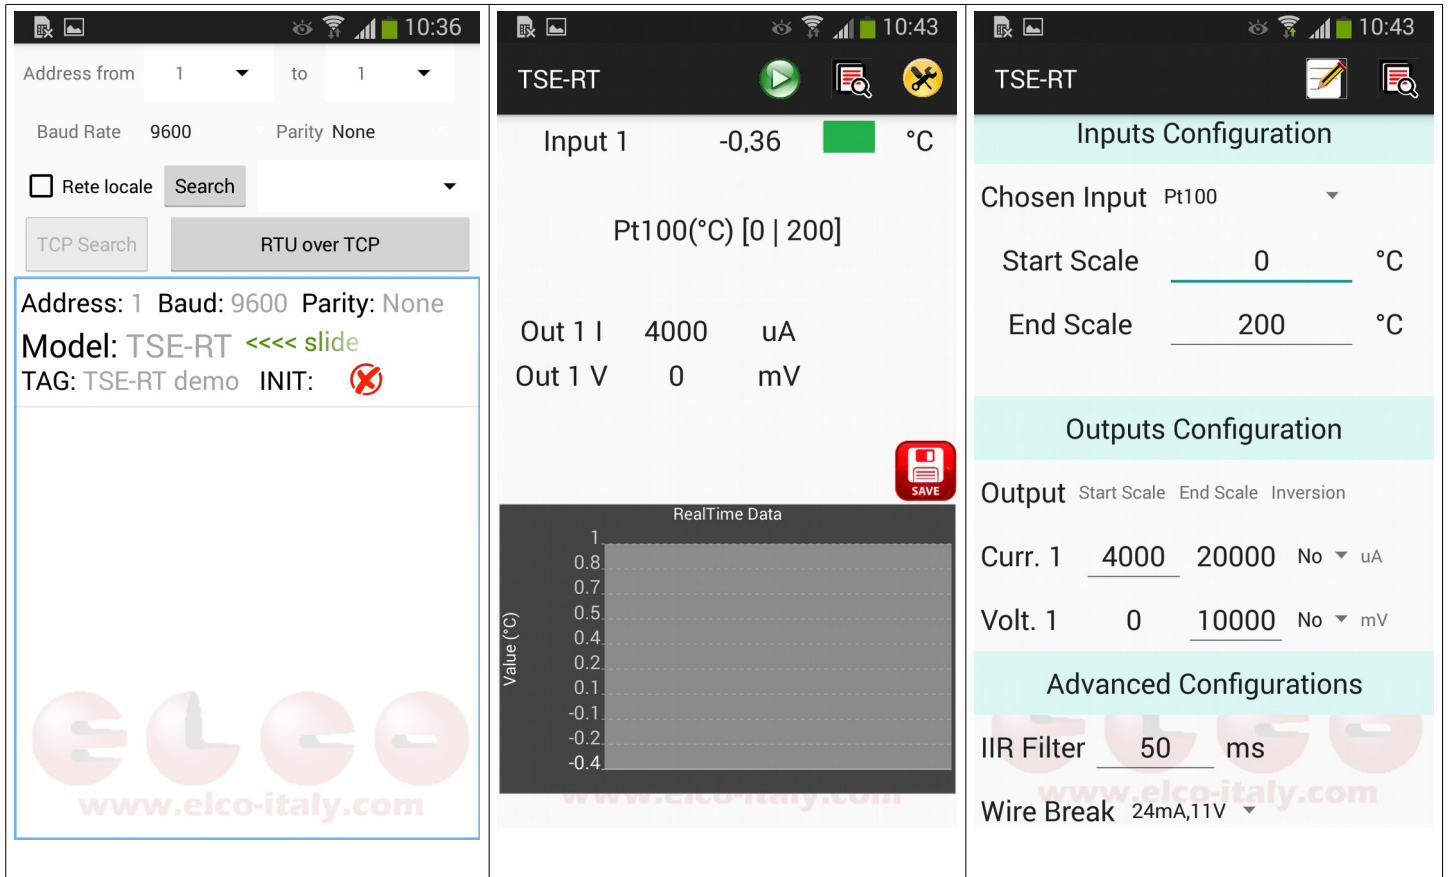 10:36
Address from 1 to 1
Baud Rate 9600 Parity None
Rete locale Search
TCP Search RTU over TCP
Address: 1 Baud: 9600 Parity: None
Model: TSE-RT <<<< slide
TAG: TSE-RT demo INIT:
ELCO
www.elco-italy.com
10:43
TSE-RT
Input 1 -0,36 °C
Pt100(°C) [0 | 200]
Out 1 I 4000 uA
Out 1 V 0 mV
SAVE
RealTime Data
Value (°C)
1
0.8
0.7
0.5
0.4
0.2
0.1
-0.1
-0.2
-0.4
www.elco-italy.com
10:43
TSE-RT
Inputs Configuration
Chosen Input Pt100
Start Scale 0 °C
End Scale 200 °C
Outputs Configuration
Output Start Scale End Scale Inversion
Curr. 1 4000 20000 No uA
Volt. 1 0 10000 No mV
Advanced Configurations
IIR Filter 50 ms
www.elco-italy.com
Wire Break 24mA,11V